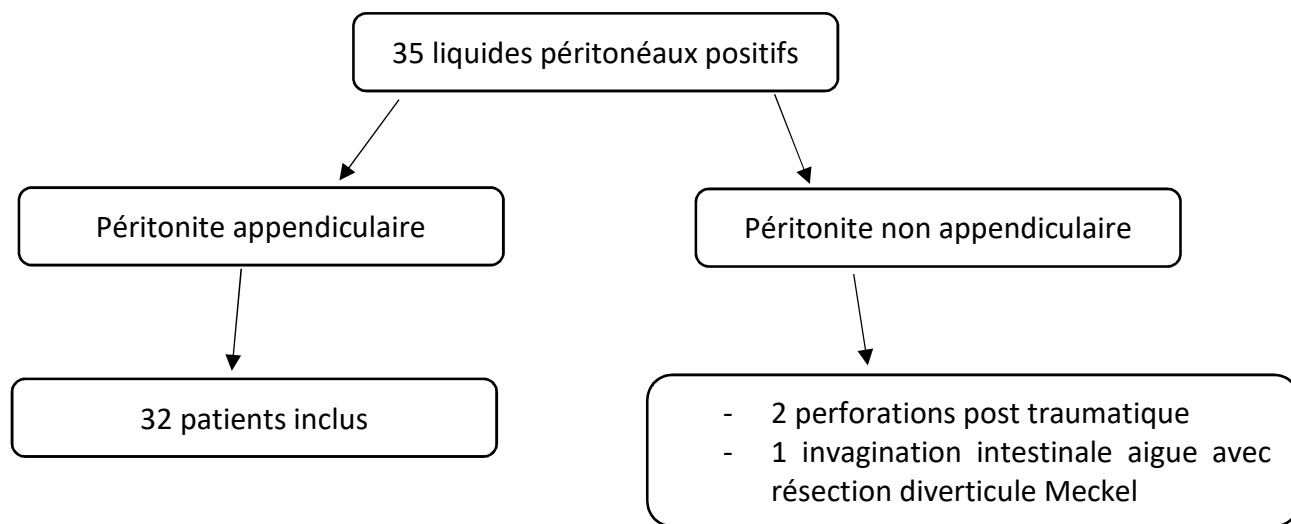 35 liquides péritonéaux positifs
Péritonite appendiculaire
Péritonite non appendiculaire
32 patients inclus
- 2 perforations post traumatique
- 1 invagination intestinale aigue avec
résection diverticule Meckel